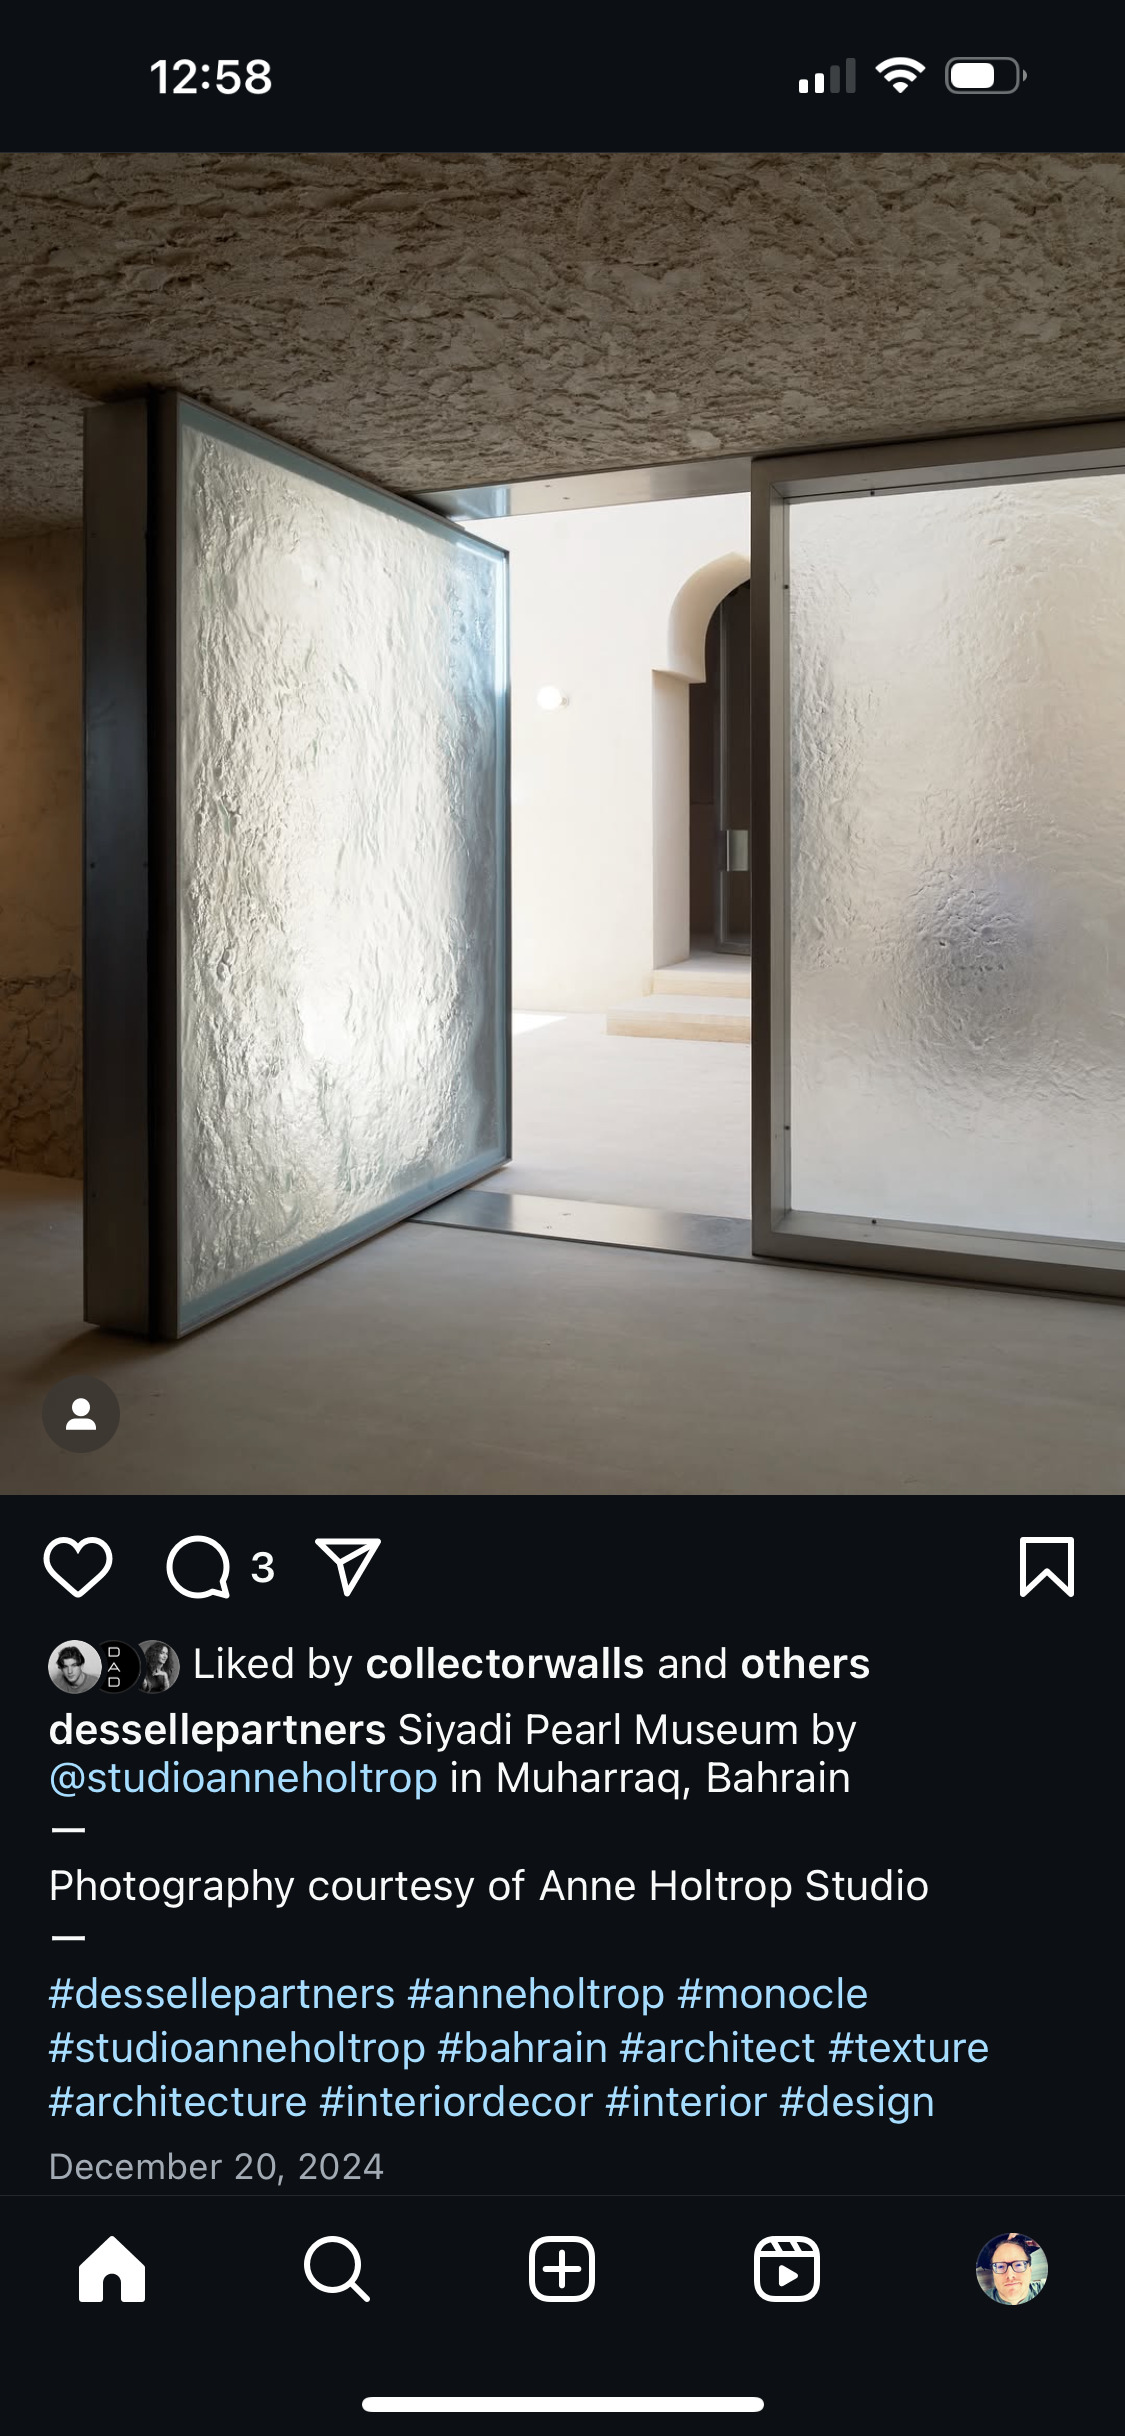 12:58
3
D
A
D
Liked by collectorwalls and others
dessellepartners Siyadi Pearl Museum by
@studioanneholtrop in Muharraq, Bahrain
—
Photography courtesy of Anne Holtrop Studio
—
#dessellepartners #anneholtrop #monocle
#studioanneholtrop #bahrain #architect #texture
#architecture #interiordecor #interior #design
December 20, 2024